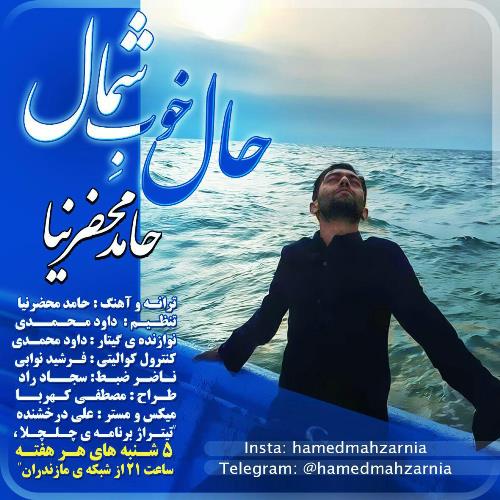 حال خوبِ شمال
حامد محضرنیا
ترانه و آهنگ : حامد محضرنیا
تنظیم : داود محمدی
نوازنده ی گیتار : داود محمدی
کنترول کوالیتی : فرشید نوابی
ناضر ضبط : سجاد راد
طراح : مصطفی کهربا
میکس و مستر : علی درخشنده
"تیتراژ برنامه ی چلچلا ،
۵ شنبه های هر هفته
ساعت ۲۱ از شبکه ی مازندران"
Insta: hamedmahzarnia
Telegram: @hamedmahzarnia